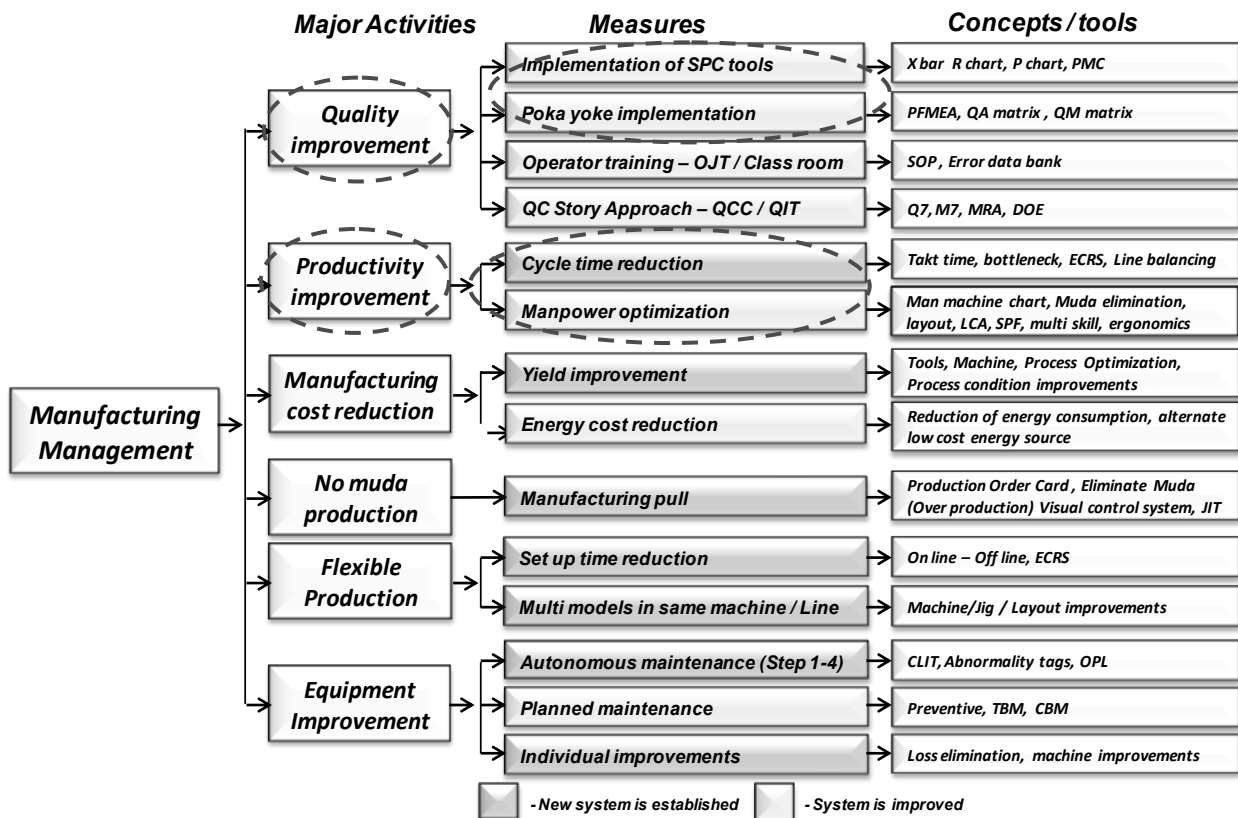 Major Activities
Measures
Concepts / tools
Manufacturing
Management
Quality
improvement
Implementation of SPC tools
X bar R chart, P chart, PMC
Poka yoke implementation
PFMEA, QA matrix , QM matrix
Operator training – OJT / Class room
SOP , Error data bank
QC Story Approach – QCC / QIT
Q7, M7, MRA, DOE
Productivity
improvement
Cycle time reduction
Takt time, bottleneck, ECRS, Line balancing
Manpower optimization
Man machine chart, Muda elimination,
layout, LCA, SPF, multi skill, ergonomics
Manufacturing
cost reduction
Yield improvement
Tools, Machine, Process Optimization,
Process condition improvements
Energy cost reduction
Reduction of energy consumption, alternate
low cost energy source
No muda
production
Manufacturing pull
Production Order Card , Eliminate Muda
(Over production) Visual control system, JIT
Flexible
Production
Set up time reduction
On line – Off line, ECRS
Multi models in same machine / Line
Machine/Jig / Layout improvements
Equipment
Improvement
Autonomous maintenance (Step 1-4)
CLIT, Abnormality tags, OPL
Planned maintenance
Preventive, TBM, CBM
Individual improvements
Loss elimination, machine improvements
- New system is established
- System is improved